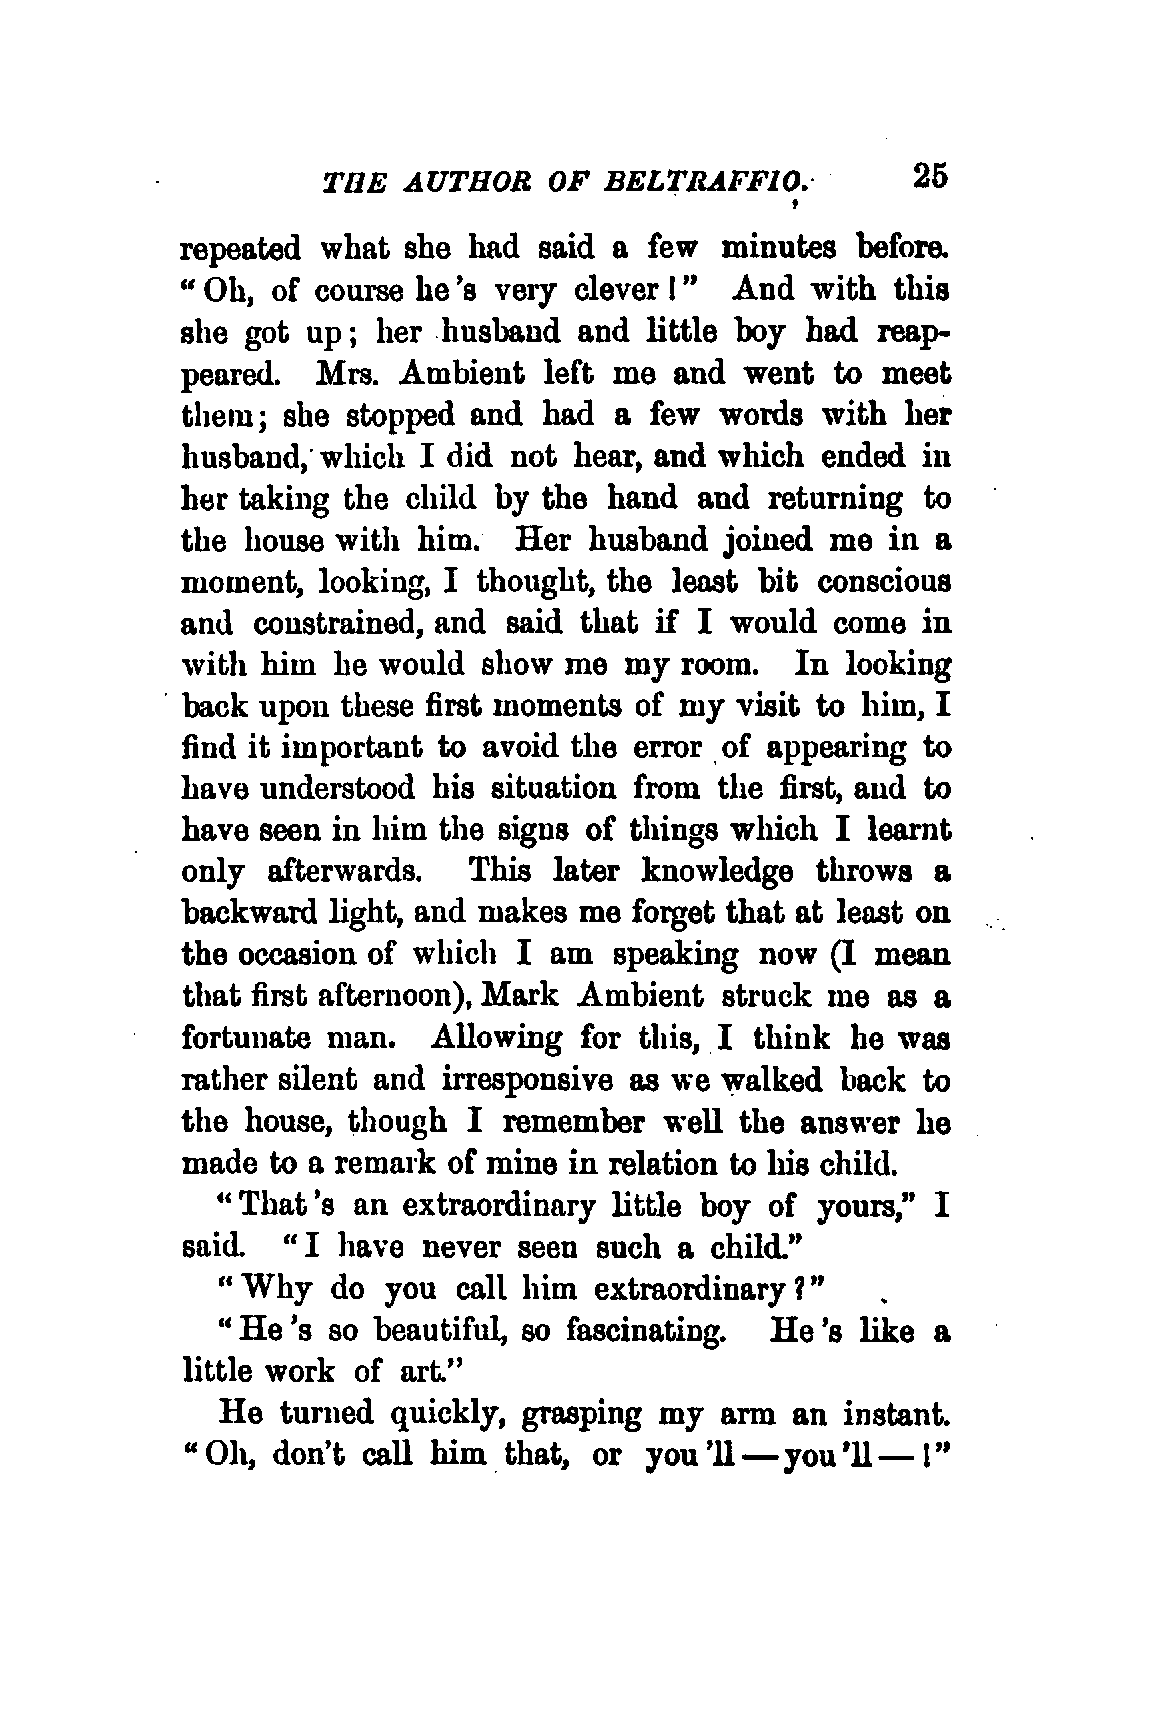 THE AUTHOR OF BELTRAFFIO. 25
repeated what she had said a few minutes before.
"Oh, of course he's very clever!" And with this
she got up; her husband and little boy had reap-
peared. Mrs. Ambient left me and went to meet
them; she stopped and had a few words with her
husband, which I did not hear, and which ended in
her taking the child by the hand and returning to
the house with him. Her husband joined me in a
moment, looking, I thought, the least bit conscious
and constrained, and said that if I would come in
with him he would show me my room. In looking
back upon these first moments of my visit to him, I
find it important to avoid the error of appearing to
have understood his situation from the first, and to
have seen in him the signs of things which I learnt
only afterwards. This later knowledge throws a
backward light, and makes me forget that at least on
the occasion of which I am speaking now (I mean
that first afternoon), Mark Ambient struck me as a
fortunate man. Allowing for this, I think he was
rather silent and irresponsive as we walked back to
the house, though I remember well the answer he
made to a remark of mine in relation to his child.
"That's an extraordinary little boy of yours," I
said. "I have never seen such a child."
"Why do you call him extraordinary?"
"He's so beautiful, so fascinating. He's like a
little work of art."
He turned quickly, grasping my arm an instant.
"Oh, don't call him that, or you'll—you'll—!"